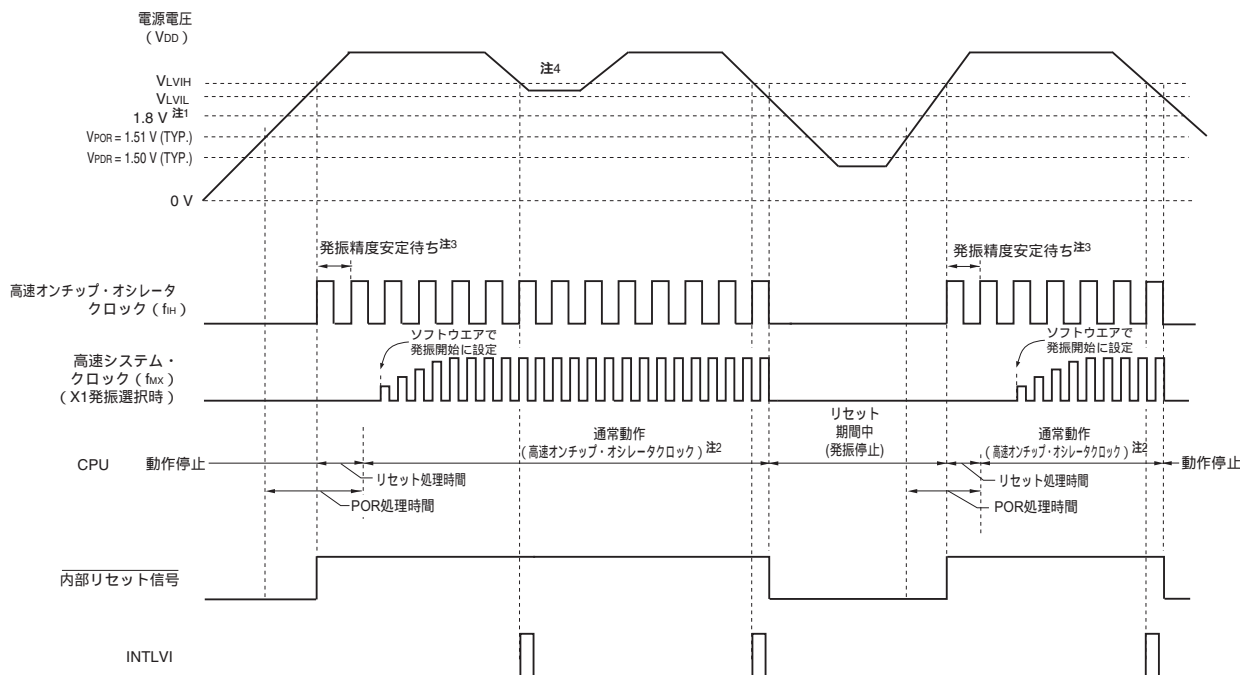 電源電圧
（VDD）
VLVIH
注4
VLVIL
1.8 V 注1
VPOR = 1.51 V (TYP.)
VPDR = 1.50 V (TYP.)
0 V
発振精度安定待ち注3
発振精度安定待ち注3
高速オンチップ・オシレータ
クロック（fIH）
ソフトウエアで
発振開始に設定
ソフトウエアで
発振開始に設定
高速システム・
クロック（fMX）
（X1発振選択時）
リセット
期間中
(発振停止)
通常動作
（高速オンチップ・オシレータクロック）注2
通常動作
（高速オンチップ・オシレータクロック）注2
CPU
動作停止
動作停止
リセット処理時間
リセット処理時間
POR処理時間
POR処理時間
内部リセット信号
INTLVI